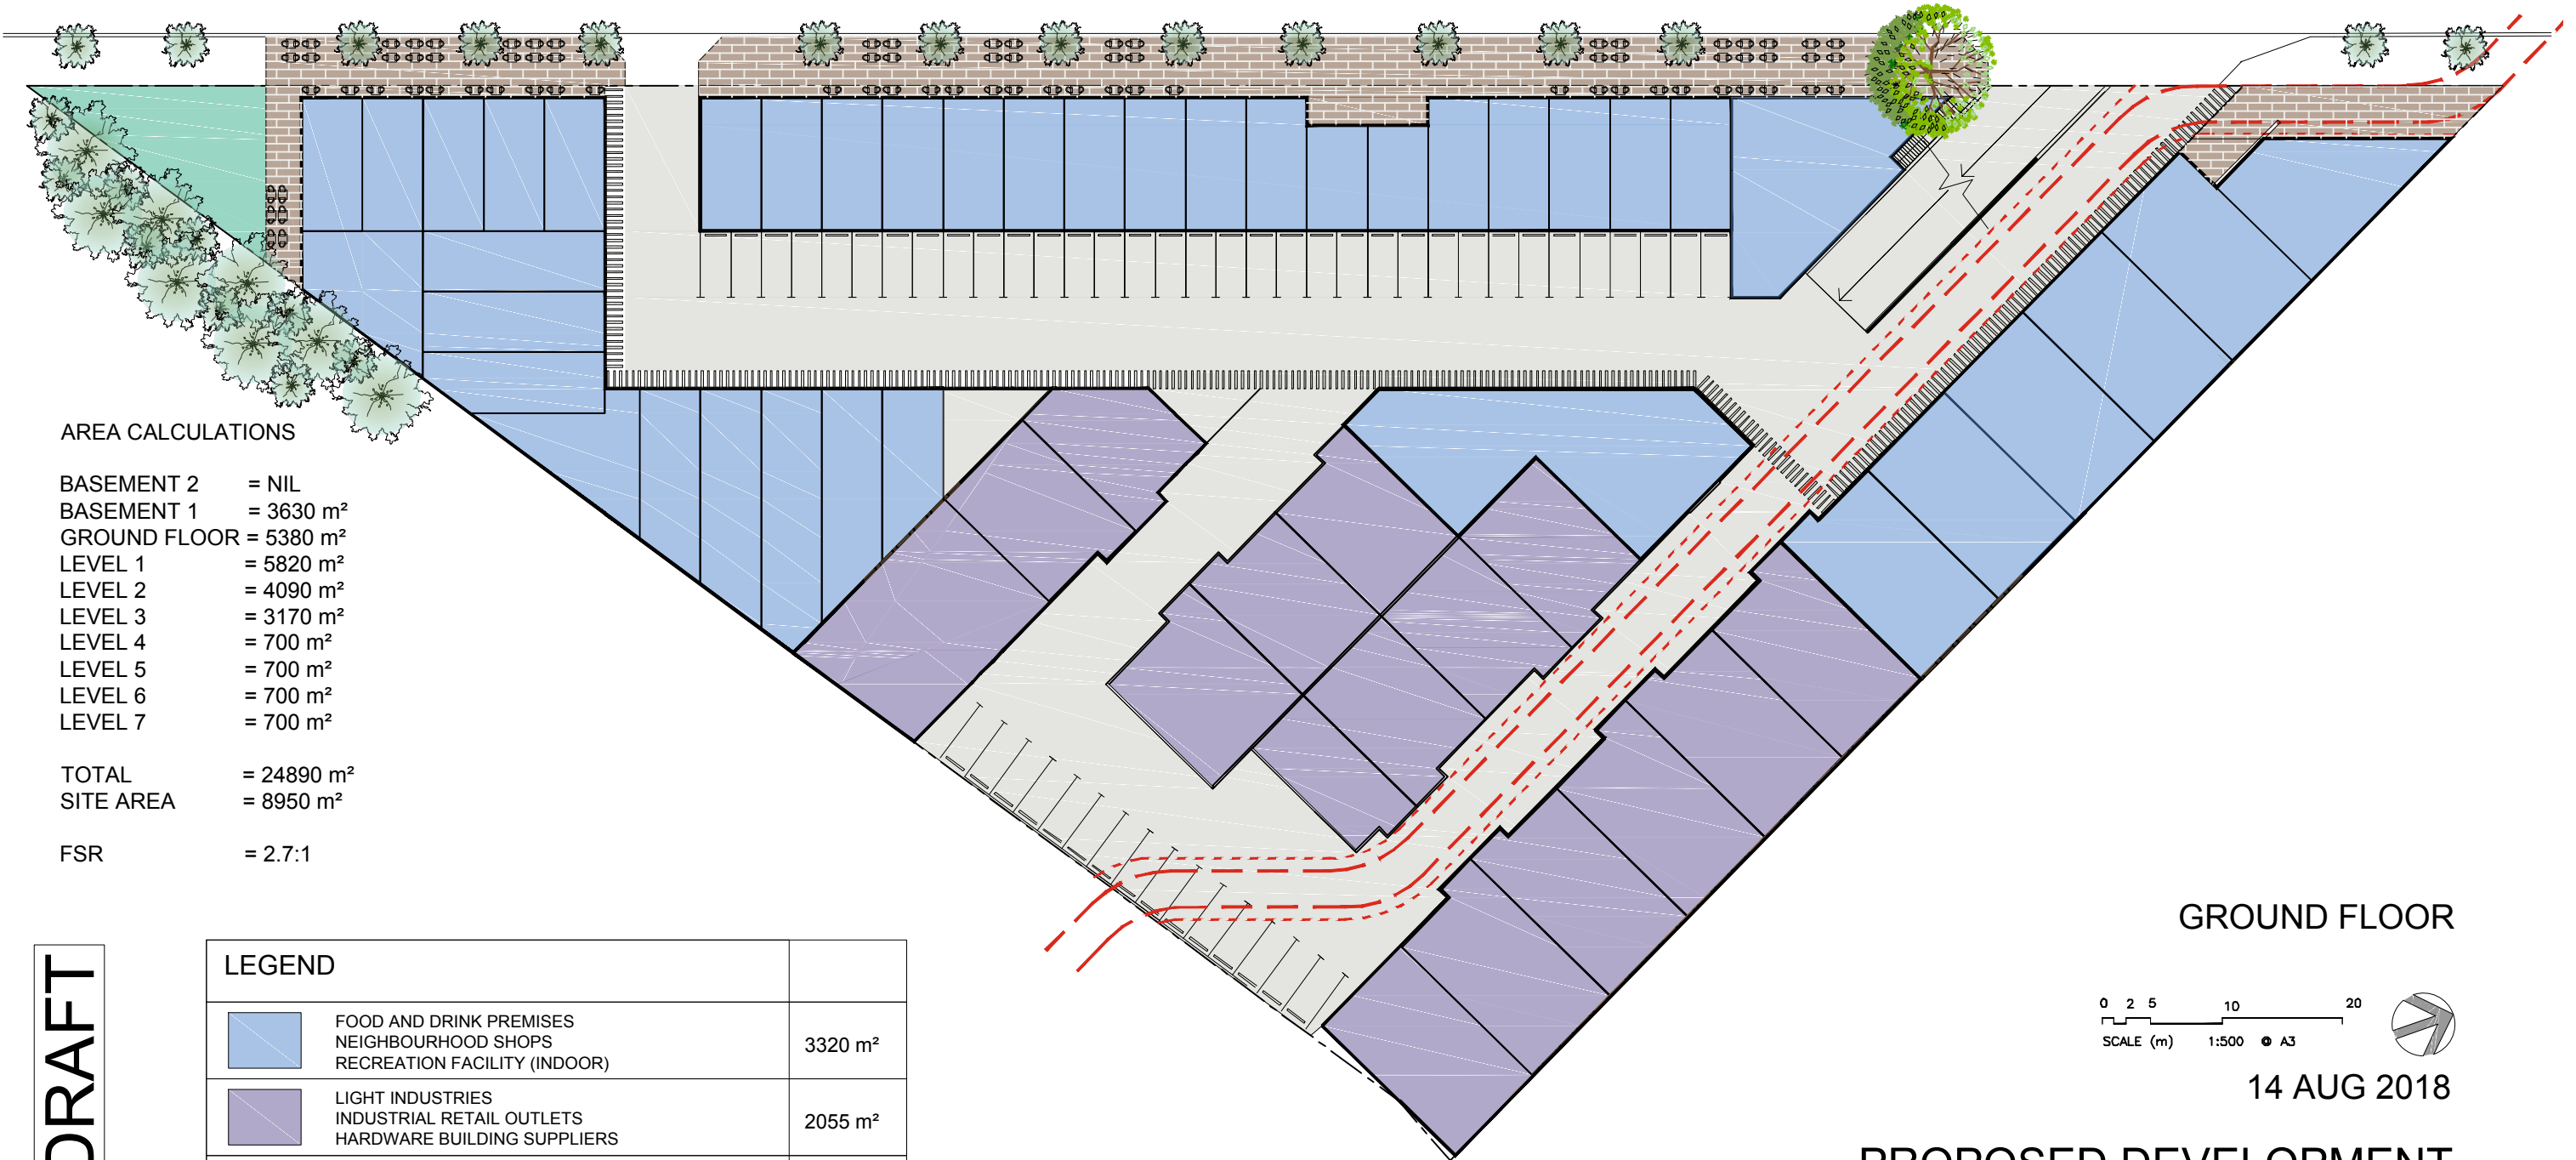 AREA CALCULATIONS
BASEMENT 2 = NIL
BASEMENT 1 = 3630 m²
GROUND FLOOR = 5380 m²
LEVEL 1 = 5820 m²
LEVEL 2 = 4090 m²
LEVEL 3 = 3170 m²
LEVEL 4 = 700 m²
LEVEL 5 = 700 m²
LEVEL 6 = 700 m²
LEVEL 7 = 700 m²
TOTAL = 24890 m²
SITE AREA = 8950 m²
FSR = 2.7:1
DRAFT
LEGEND
FOOD AND DRINK PREMISES
NEIGHBOURHOOD SHOPS
RECREATION FACILITY (INDOOR)
3320 m²
LIGHT INDUSTRIES
INDUSTRIAL RETAIL OUTLETS
HARDWARE BUILDING SUPPLIERS
2055 m²
GROUND FLOOR
0 2 5 10 20
SCALE (m) 1:500 @ A3
14 AUG 2018
PROPOSED DEVELOPMENT